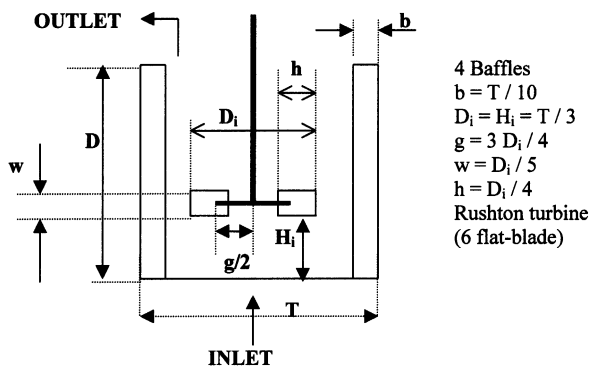 OUTLET
b
h
D
Dᵢ
w
Hᵢ
g/2
T
INLET
4 Baffles
b = T / 10
Dᵢ = Hᵢ = T / 3
g = 3 Dᵢ / 4
w = Dᵢ / 5
h = Dᵢ / 4
Rushton turbine
(6 flat-blade)